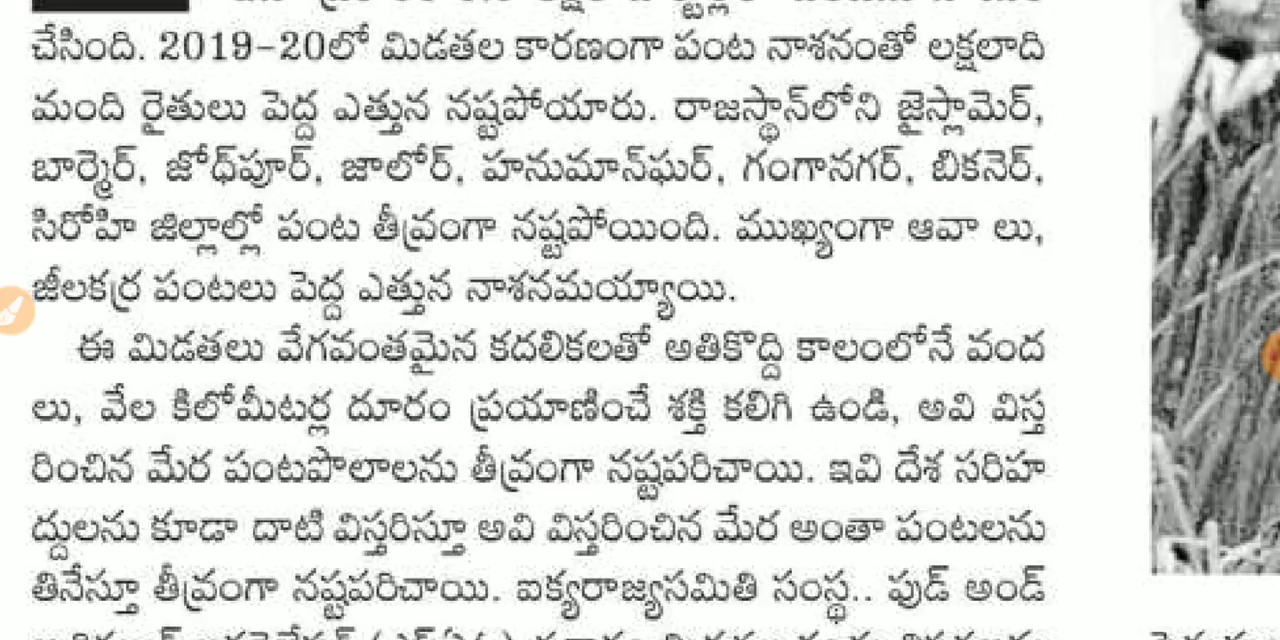 చేసింది. 2019-20లో మిడతల కారణంగా పంట నాశనంతో లక్షలాది
మంది రైతులు పెద్ద ఎత్తున నష్టపోయారు. రాజస్థాన్‌లోని జైస్లామెర్,
బార్మెర్, జోధ్‌పూర్, జాలోర్, హనుమాన్‌ఘర్, గంగానగర్, బికనెర్,
సిరోహి జిల్లాల్లో పంట తీవ్రంగా నష్టపోయింది. ముఖ్యంగా ఆవా లు,
జీలకర్ర పంటలు పెద్ద ఎత్తున నాశనమయ్యాయి.
ఈ మిడతలు వేగవంతమైన కదలికలతో అతికొద్ది కాలంలోనే వంద
లు, వేల కిలోమీటర్ల దూరం ప్రయాణించే శక్తి కలిగి ఉండి, అవి విస్త
రించిన మేర పంటపొలాలను తీవ్రంగా నష్టపరిచాయి. ఇవి దేశ సరిహ
ద్దులను కూడా దాటి విస్తరిస్తూ అవి విస్తరించిన మేర అంతా పంటలను
తినేస్తూ తీవ్రంగా నష్టపరిచాయి. ఐక్యరాజ్యసమితి సంస్థ.. ఫుడ్ అండ్